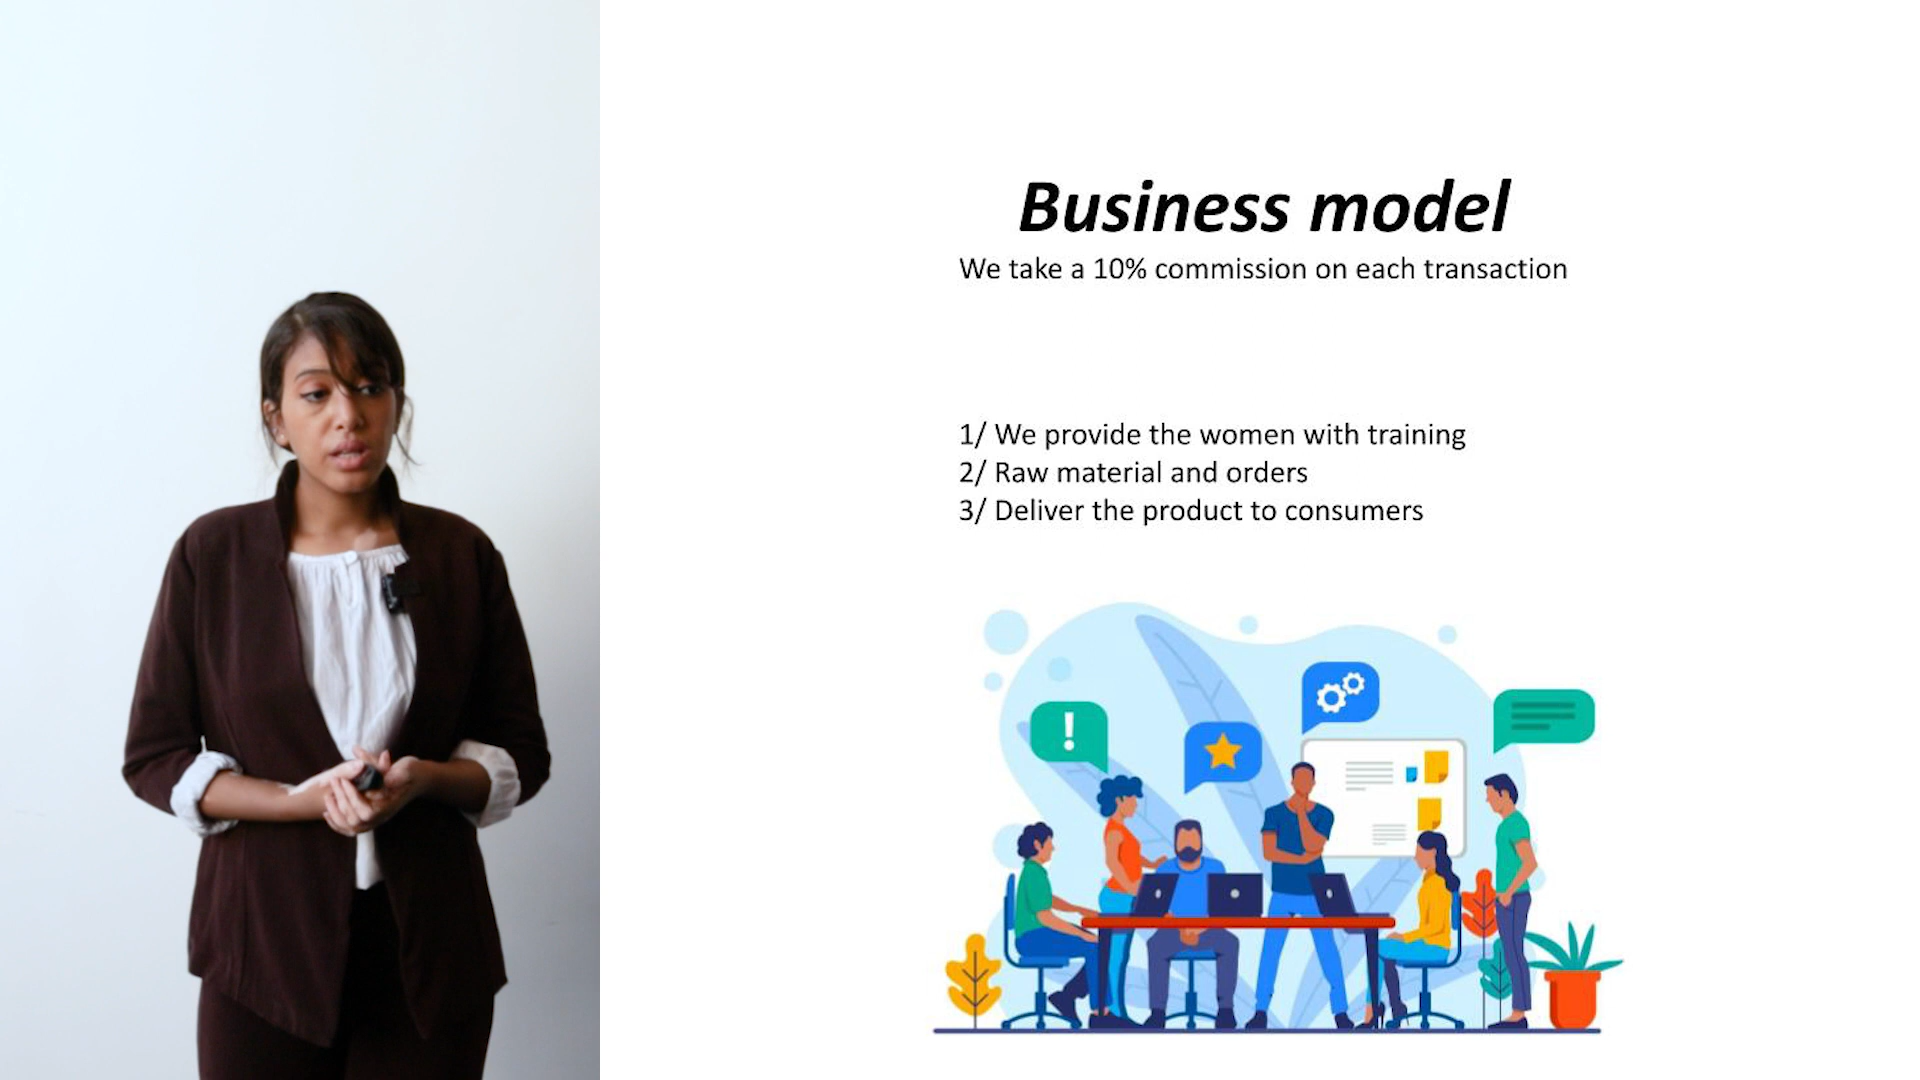 Business model
We take a 10% commission on each transaction
1/ We provide the women with training
2/ Raw material and orders
3/ Deliver the product to consumers